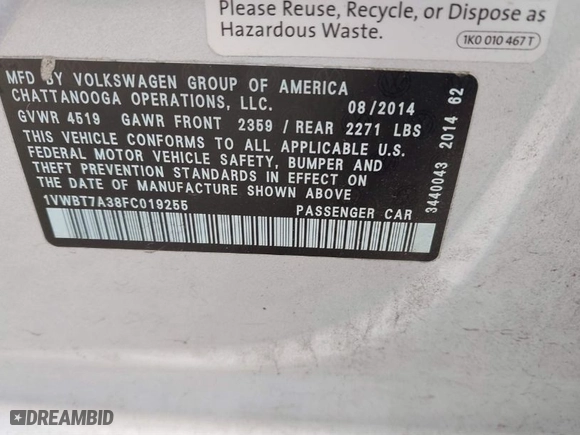 Please Reuse, Recycle, or Dispose as
Hazardous Waste.
1K0 010 467 T
MFD BY VOLKSWAGEN GROUP OF AMERICA
CHATTANOOGA OPERATIONS, LLC.
08/2014
GVWR 4519 GAWR FRONT 2359 / REAR 2271 LBS
THIS VEHICLE CONFORMS TO ALL APPLICABLE U.S.
FEDERAL MOTOR VEHICLE SAFETY, BUMPER AND
THEFT PREVENTION STANDARDS IN EFFECT ON
THE DATE OF MANUFACTURE SHOWN ABOVE
1VWBT7A38FC019255 PASSENGER CAR
3440043 2014 62
DREAMBID